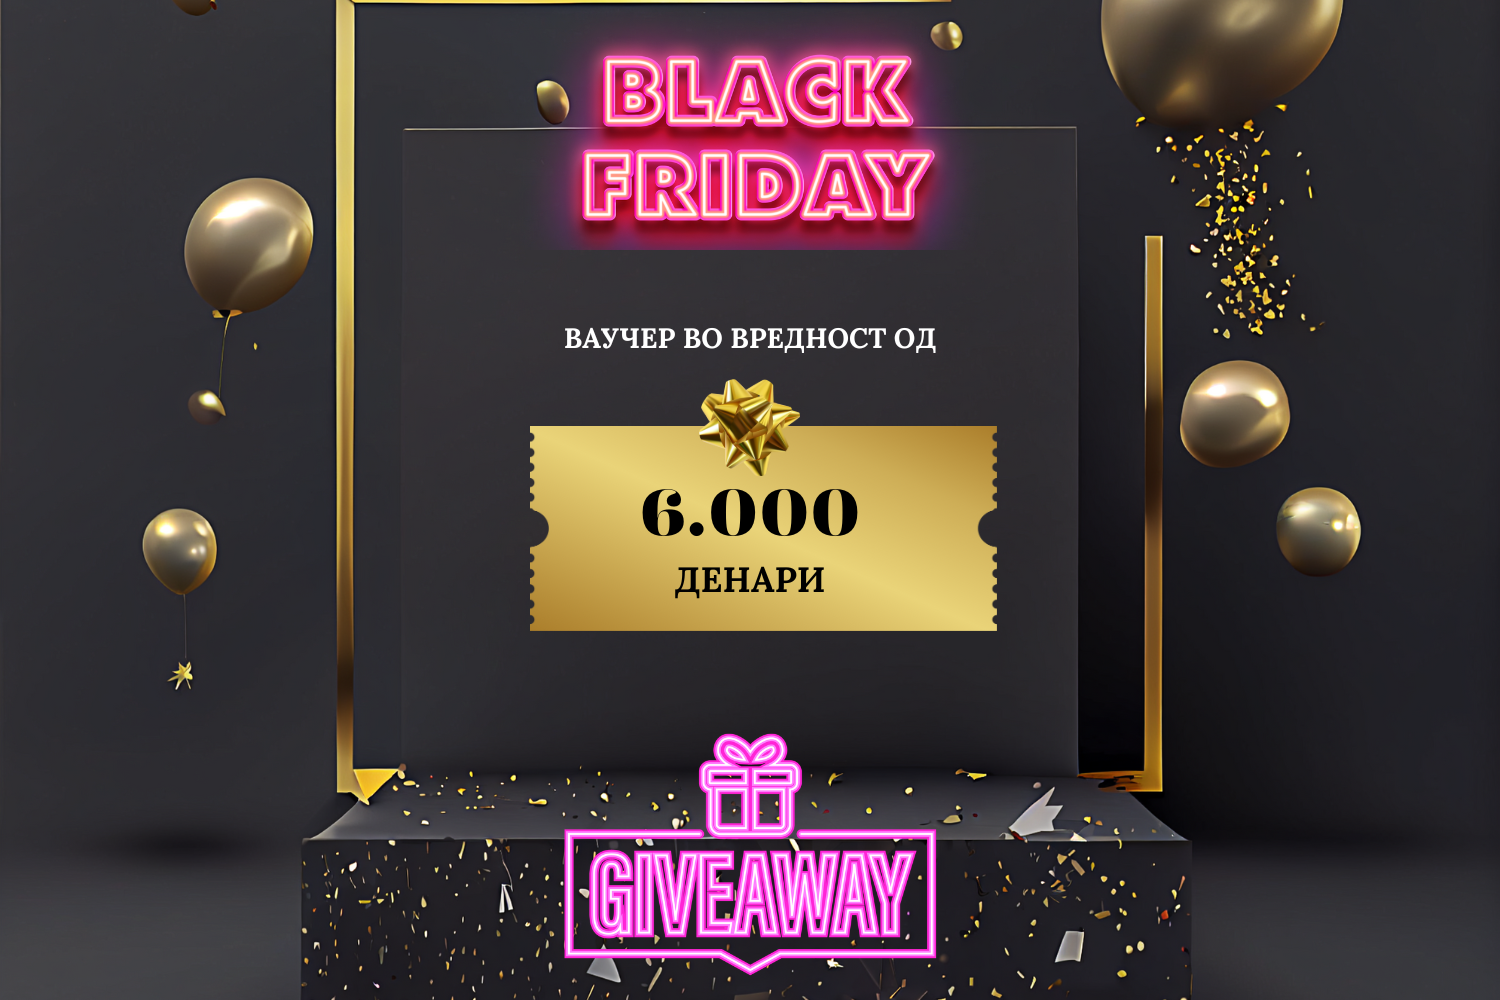 BLACK
FRIDAY
ВАУЧЕР ВО ВРЕДНОСТ ОД
6.000
ДЕНАРИ
GIVEAWAY